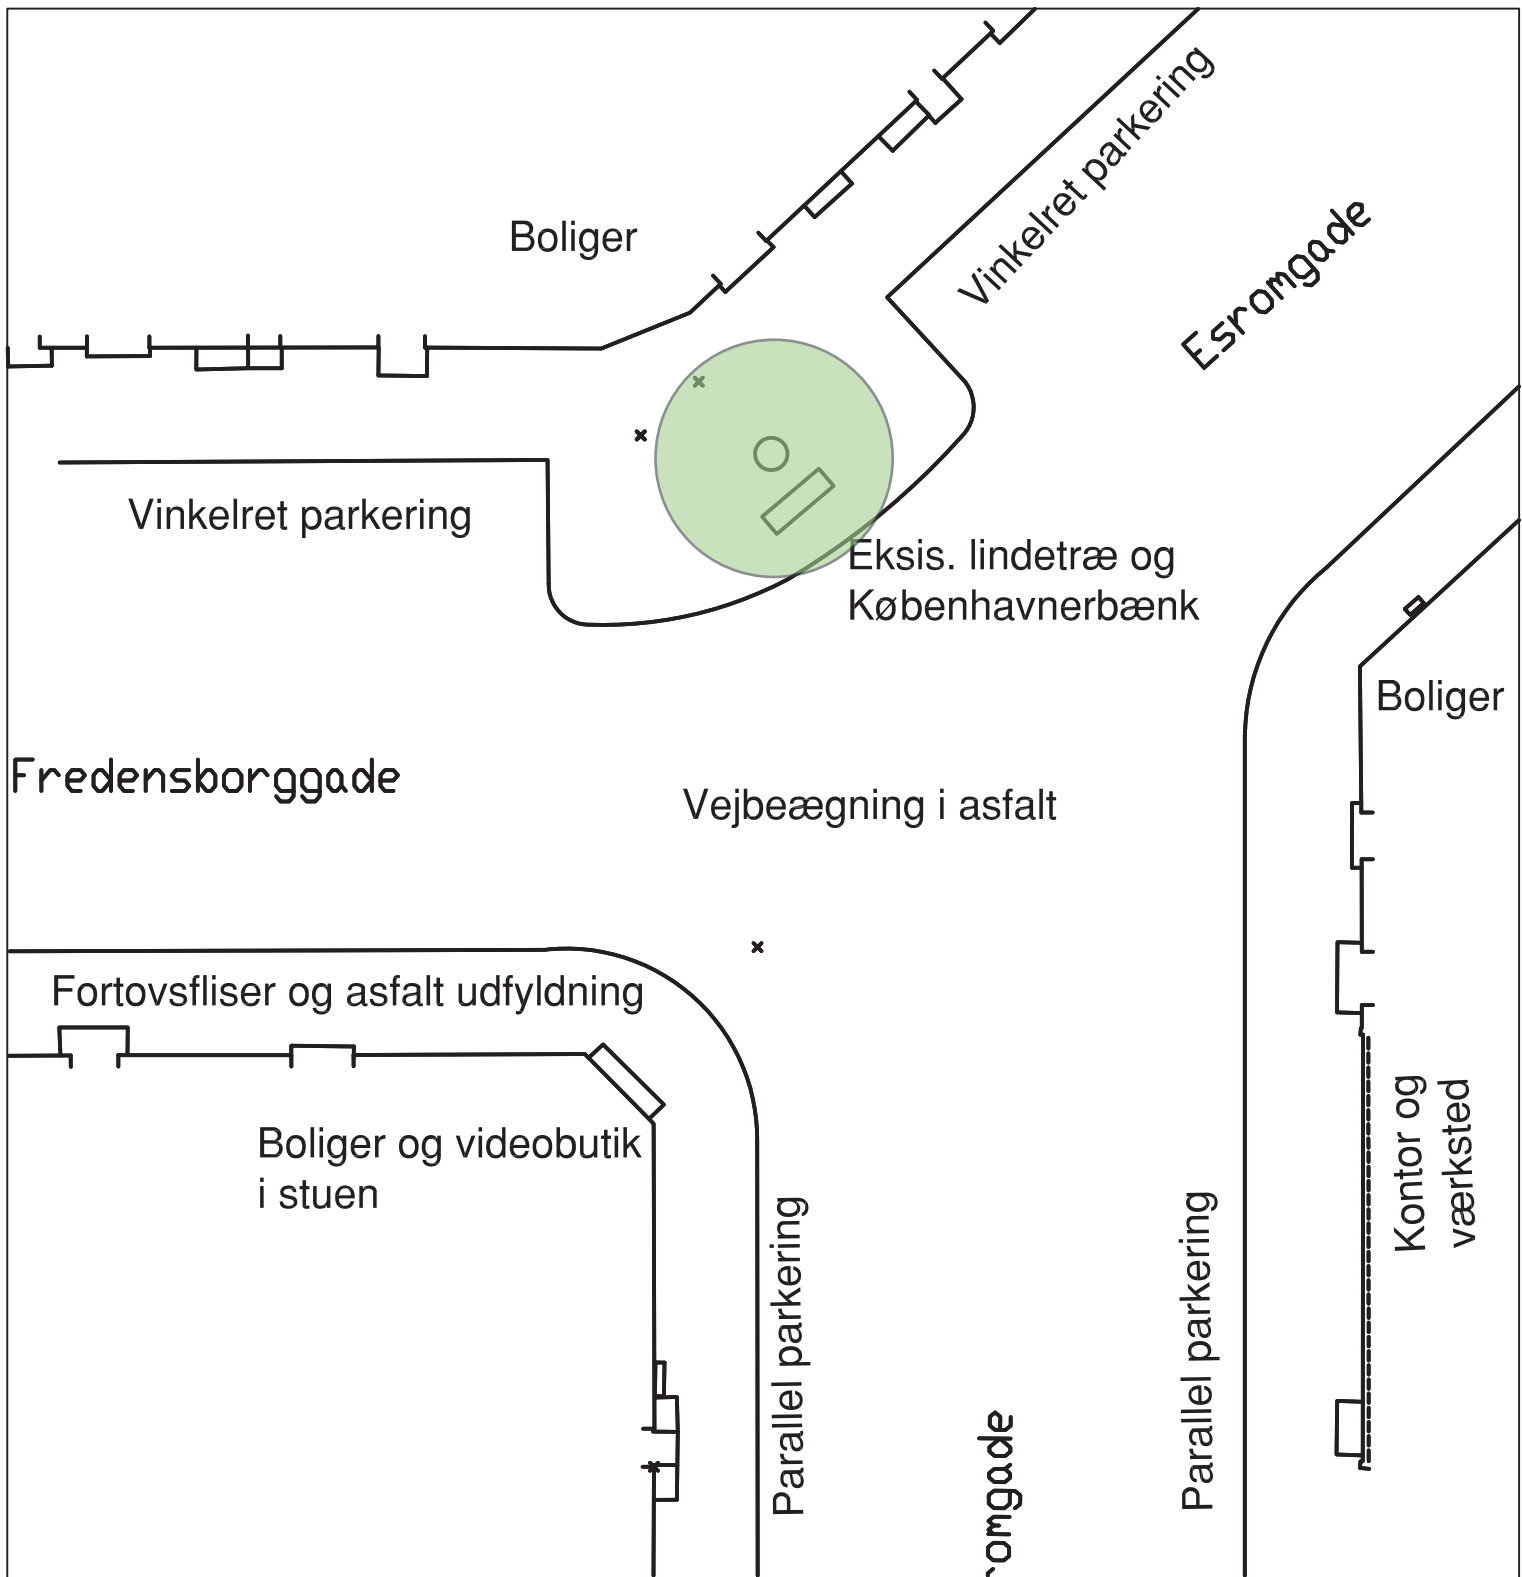 Vinkelret parkering
Boliger
Esromgade
Vinkelret parkering
Eksis. lindetræ og
Københavnerbænk
Boliger
Fredensborggade
Vejbeægning i asfalt
Fortovsfliser og asfalt udfyldning
Boliger og videobutik
i stuen
Kontor og
værksted
Parallel parkering
Parallel parkering
romgade